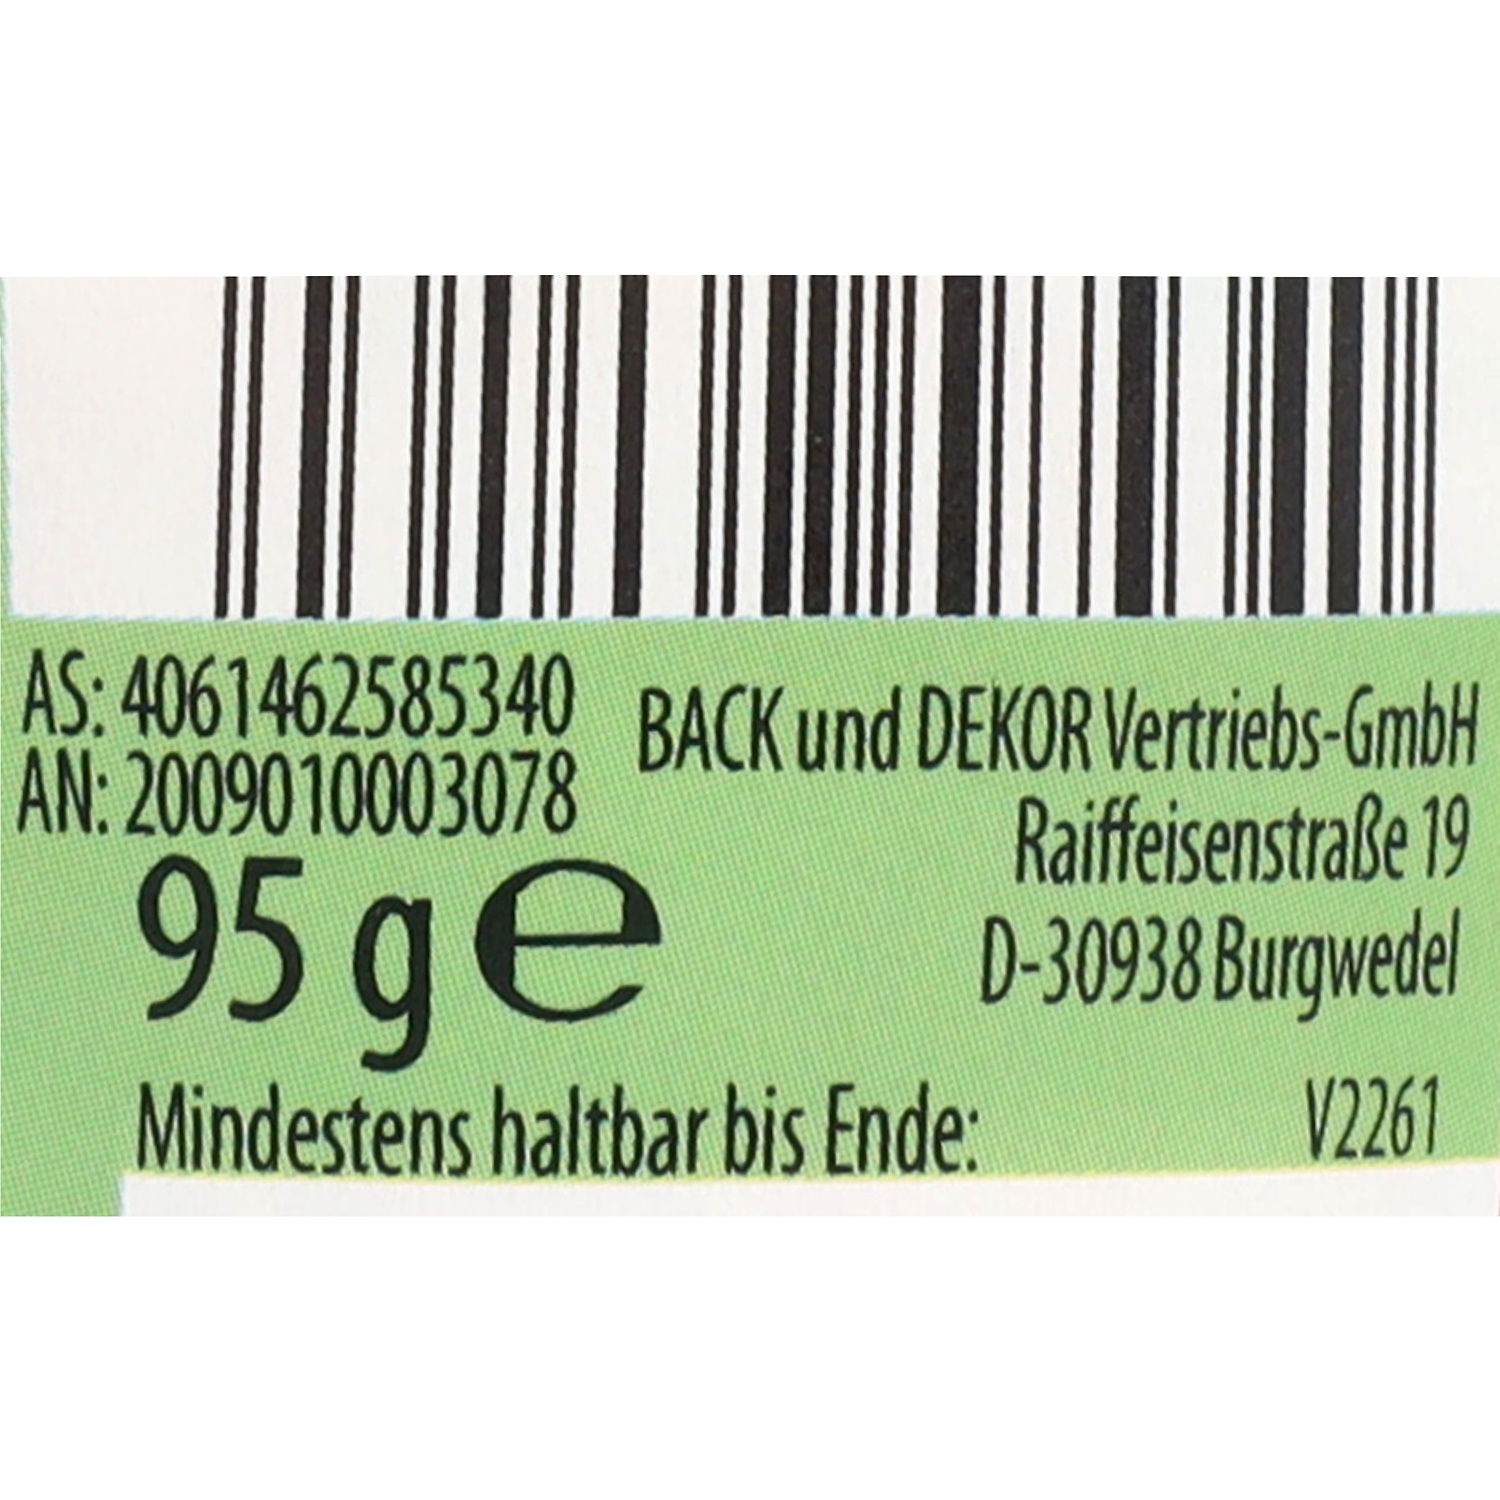 AS: 4061462585340
AN: 2009010003078
95 g e
BACK und DEKOR Vertriebs-GmbH
Raiffeisenstraße 19
D-30938 Burgwedel
Mindestens haltbar bis Ende:
V2261